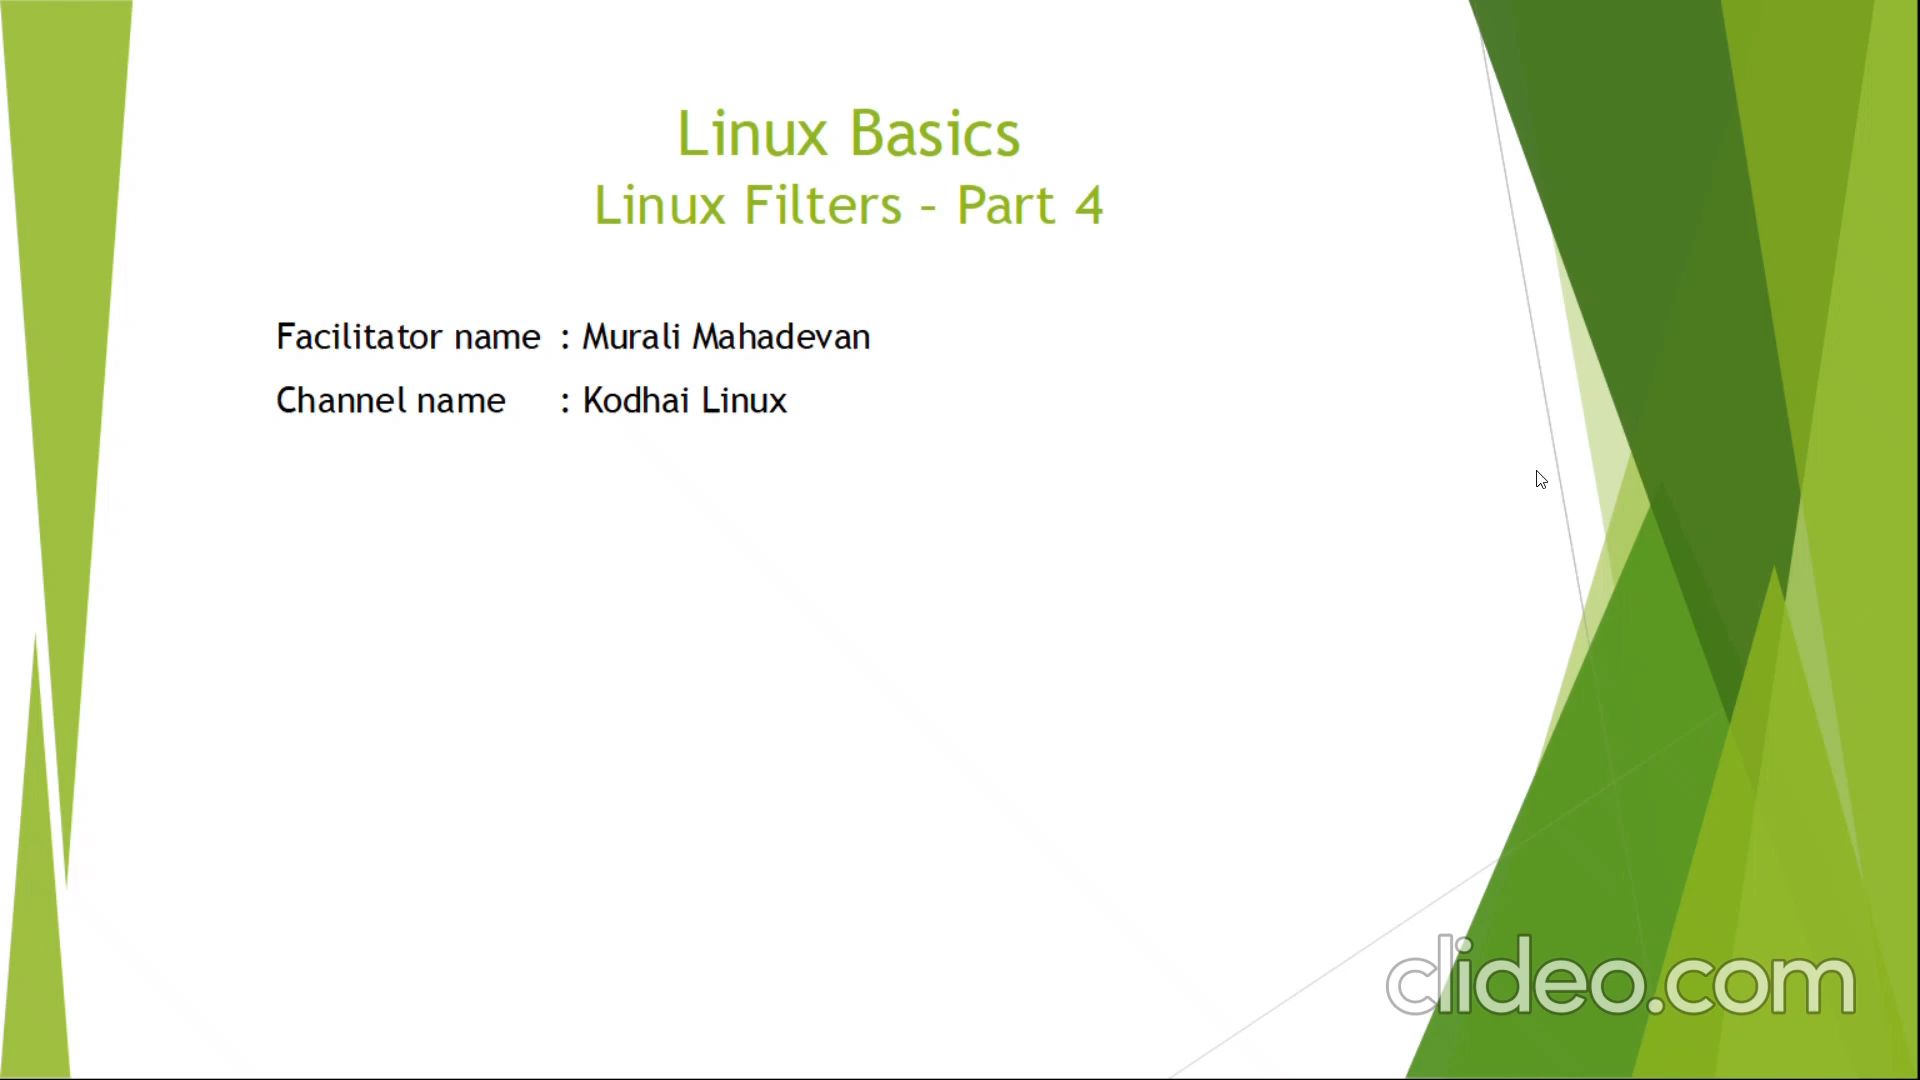 Linux Basics
Linux Filters - Part 4
Facilitator name : Murali Mahadevan
Channel name : Kodhai Linux
clideo.com